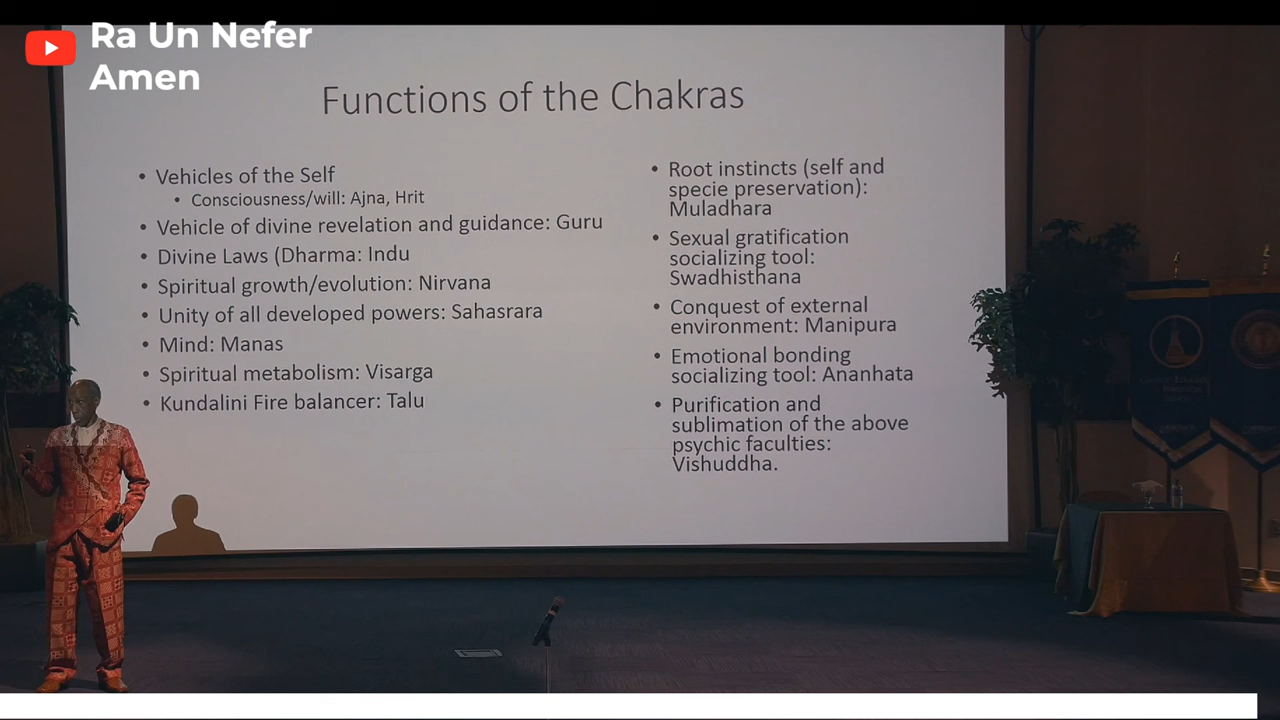 Ra Un Nefer
Amen
Functions of the Chakras
• Vehicles of the Self
• Consciousness/will: Ajna, Hrit
• Vehicle of divine revelation and guidance: Guru
• Divine Laws (Dharma: Indu
• Spiritual growth/evolution: Nirvana
• Unity of all developed powers: Sahasrara
• Mind: Manas
• Spiritual metabolism: Visarga
• Kundalini Fire balancer: Talu
• Root instincts (self and
specie preservation):
Muladhara
• Sexual gratification
socializing tool:
Swadhisthana
• Conquest of external
environment: Manipura
• Emotional bonding
socializing tool: Ananhata
• Purification and
sublimation of the above
psychic faculties:
Vishuddha.